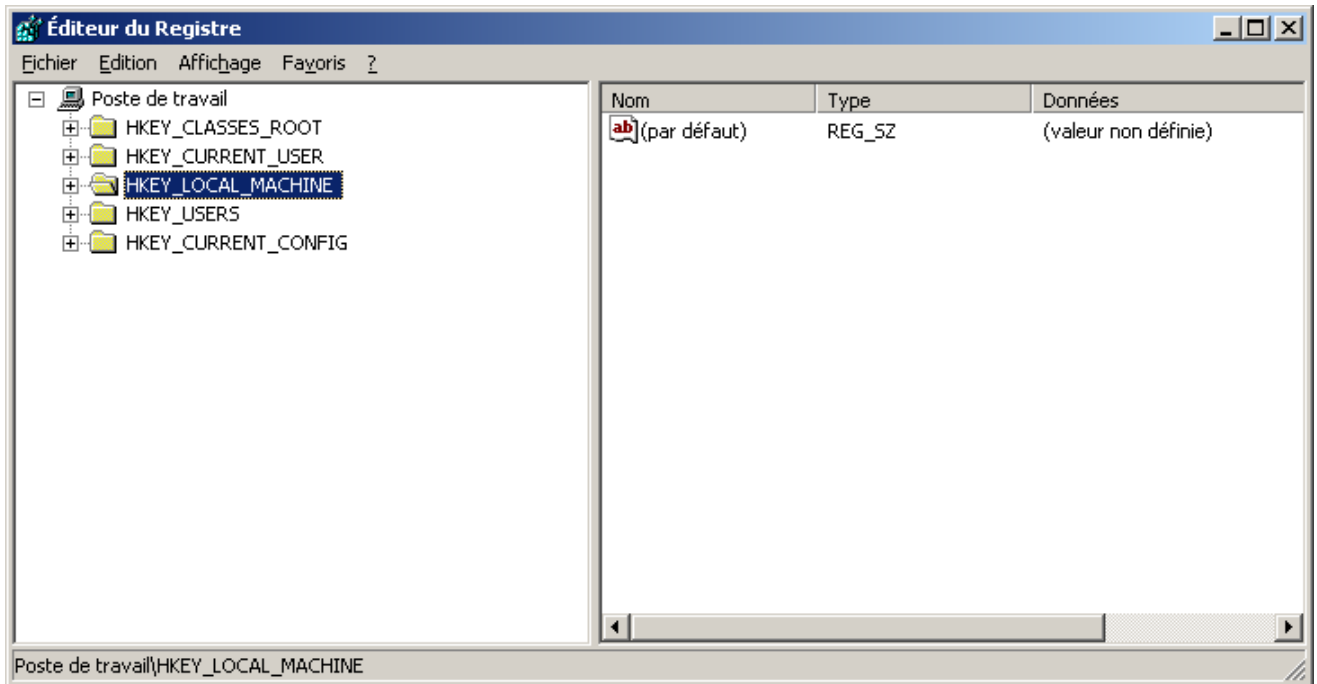 Éditeur du Registre
Fichier Edition Affichage Favoris ?
Poste de travail
HKEY_CLASSES_ROOT
HKEY_CURRENT_USER
HKEY_LOCAL_MACHINE
HKEY_USERS
HKEY_CURRENT_CONFIG
Nom Type Données
ab (par défaut) REG_SZ (valeur non définie)
Poste de travail\HKEY_LOCAL_MACHINE